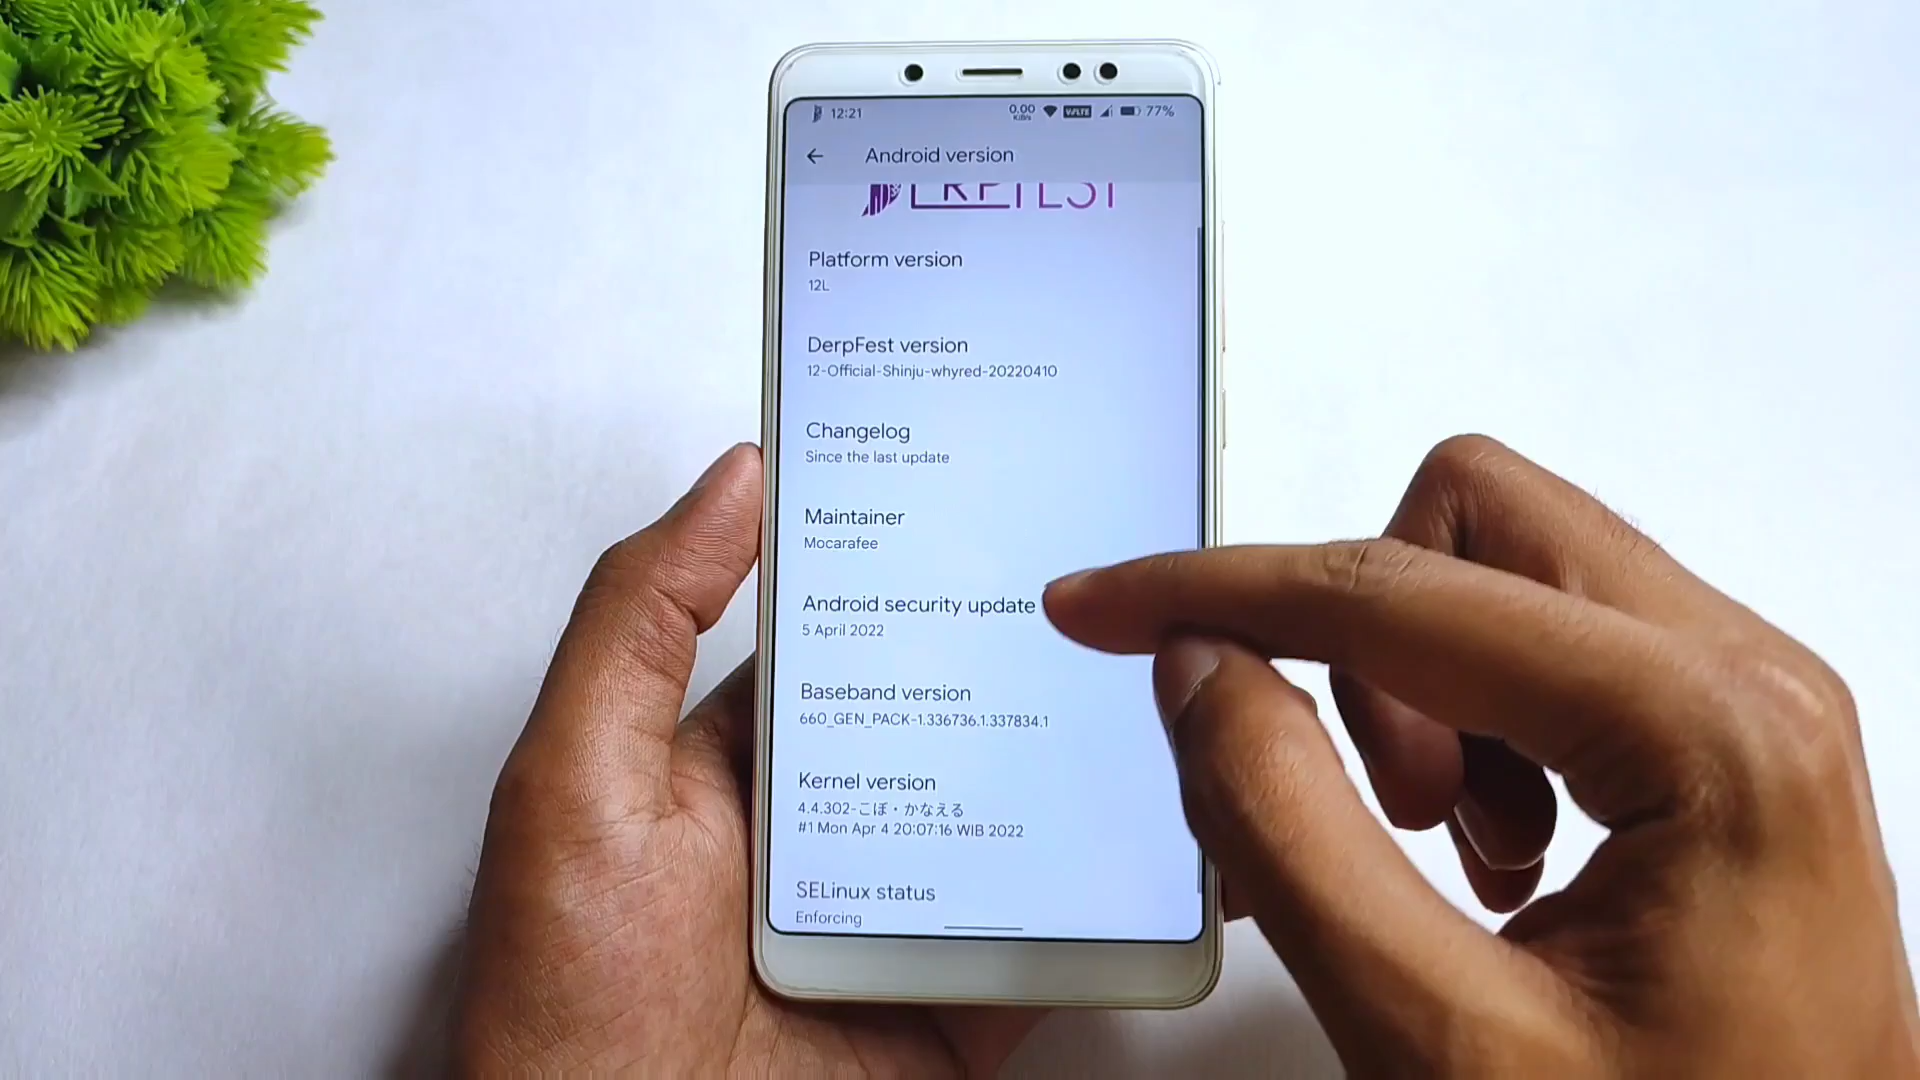 12:21 0.00 KiB/s VoLTE 77%
Android version
DERPFEST
Platform version
12L
DerpFest version
12-Official-Shinju-whyred-20220410
Changelog
Since the last update
Maintainer
Mocarafee
Android security update
5 April 2022
Baseband version
660_GEN_PACK-1.336736.1.337834.1
Kernel version
4.4.302-こぼ・かなえる
#1 Mon Apr 4 20:07:16 WIB 2022
SELinux status
Enforcing